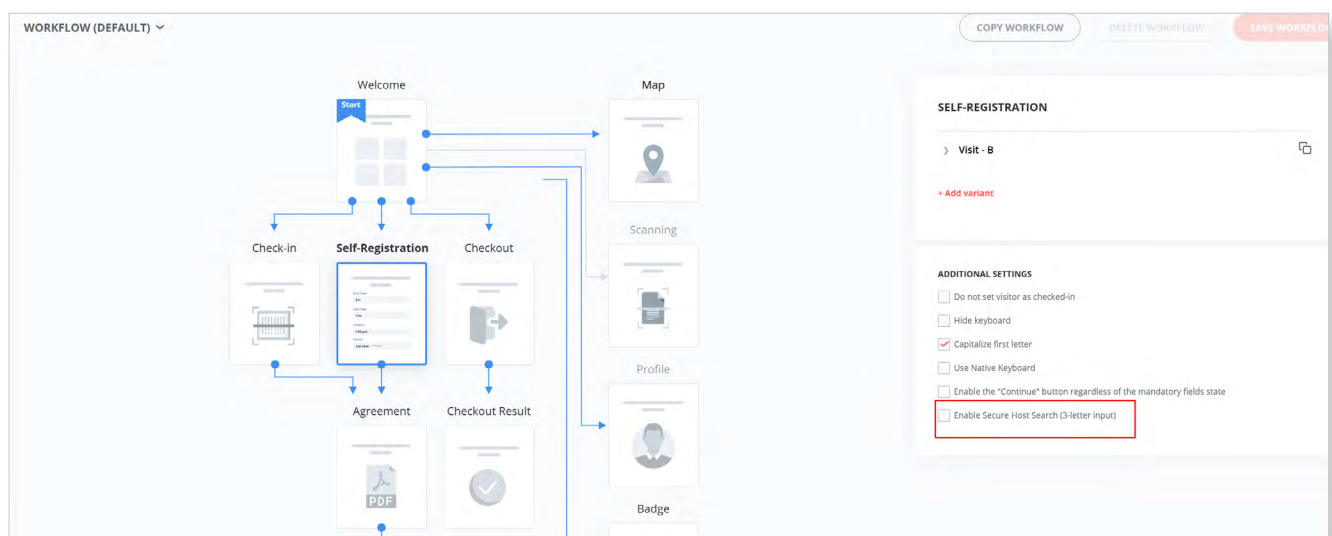 WORKFLOW (DEFAULT)
COPY WORKFLOW
DELETE WORKFLOW
SAVE WORKFLO
Welcome
Start
Map
Scanning
Check-in
Self-Registration
Checkout
Profile
Agreement
Checkout Result
PDF
Badge
SELF-REGISTRATION
Visit - B
+ Add variant
ADDITIONAL SETTINGS
Do not set visitor as checked-in
Hide keyboard
Capitalize first letter
Use Native Keyboard
Enable the "Continue" button regardless of the mandatory fields state
Enable Secure Host Search (3-letter input)